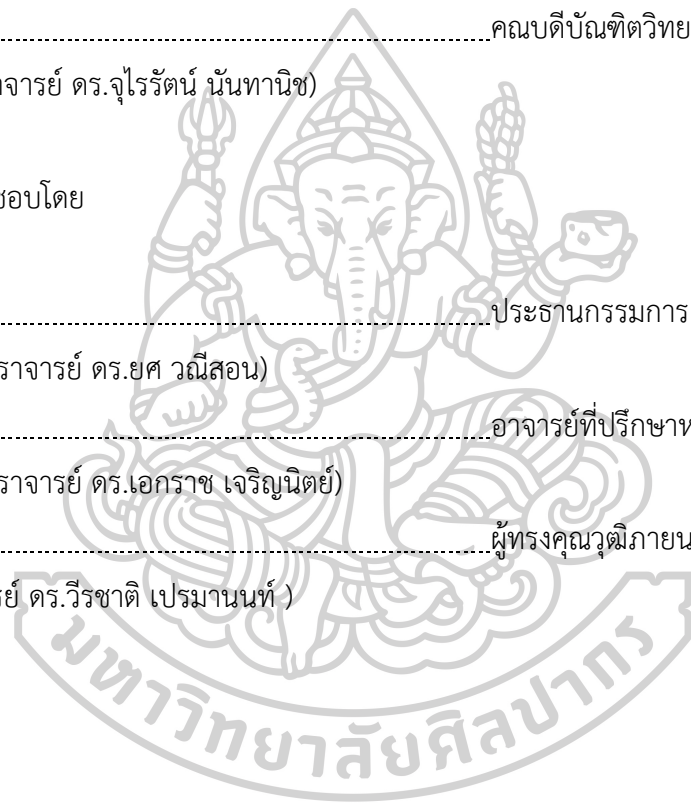 คณบดีบัณฑิตวิทย
าจารย์ ดร.จุไรรัตน์ นันทานิช)
ชอบโดย
ประธานกรรมการ
ราจารย์ ดร.ยศ วณีสอน)
อาจารย์ที่ปรึกษาห
ราจารย์ ดร.เอกราช เจริญนิตย์)
ผู้ทรงคุณวุฒิภายน
รย์ ดร.วีรชาติ เปรมานนท์ )
มหาวิทยาลัยศิลปากร